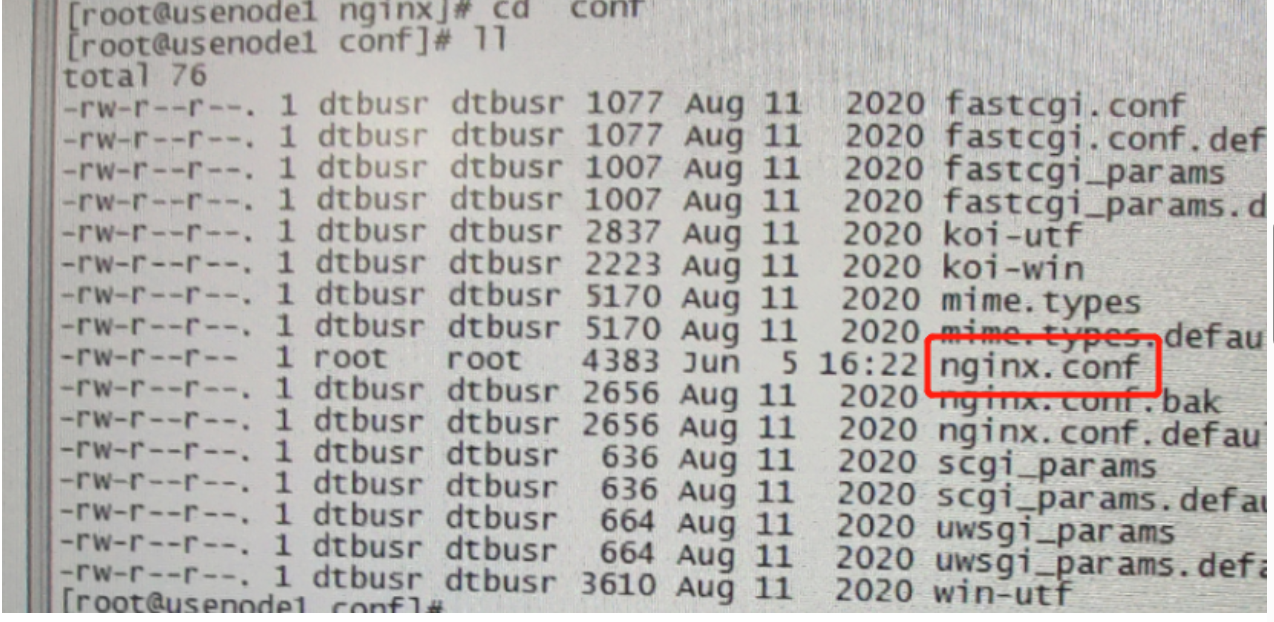 [root@usenode1 nginx]# cd  conf
[root@usenode1 conf]# ll
total 76
-rw-r--r--. 1 dtbusr dtbusr 1077 Aug 11  2020 fastcgi.conf
-rw-r--r--. 1 dtbusr dtbusr 1077 Aug 11  2020 fastcgi.conf.def
-rw-r--r--. 1 dtbusr dtbusr 1007 Aug 11  2020 fastcgi_params
-rw-r--r--. 1 dtbusr dtbusr 1007 Aug 11  2020 fastcgi_params.d
-rw-r--r--. 1 dtbusr dtbusr 2837 Aug 11  2020 koi-utf
-rw-r--r--. 1 dtbusr dtbusr 2223 Aug 11  2020 koi-win
-rw-r--r--. 1 dtbusr dtbusr 5170 Aug 11  2020 mime.types
-rw-r--r--. 1 dtbusr dtbusr 5170 Aug 11  2020 mime.types.defau
-rw-r--r--  1 root   root   4383 Jun  5 16:22 nginx.conf
-rw-r--r--. 1 dtbusr dtbusr 2656 Aug 11  2020 nginx.conf.bak
-rw-r--r--. 1 dtbusr dtbusr 2656 Aug 11  2020 nginx.conf.defau
-rw-r--r--. 1 dtbusr dtbusr  636 Aug 11  2020 scgi_params
-rw-r--r--. 1 dtbusr dtbusr  636 Aug 11  2020 scgi_params.defau
-rw-r--r--. 1 dtbusr dtbusr  664 Aug 11  2020 uwsgi_params
-rw-r--r--. 1 dtbusr dtbusr  664 Aug 11  2020 uwsgi_params.defa
-rw-r--r--. 1 dtbusr dtbusr 3610 Aug 11  2020 win-utf
[root@usenode1 conf]#